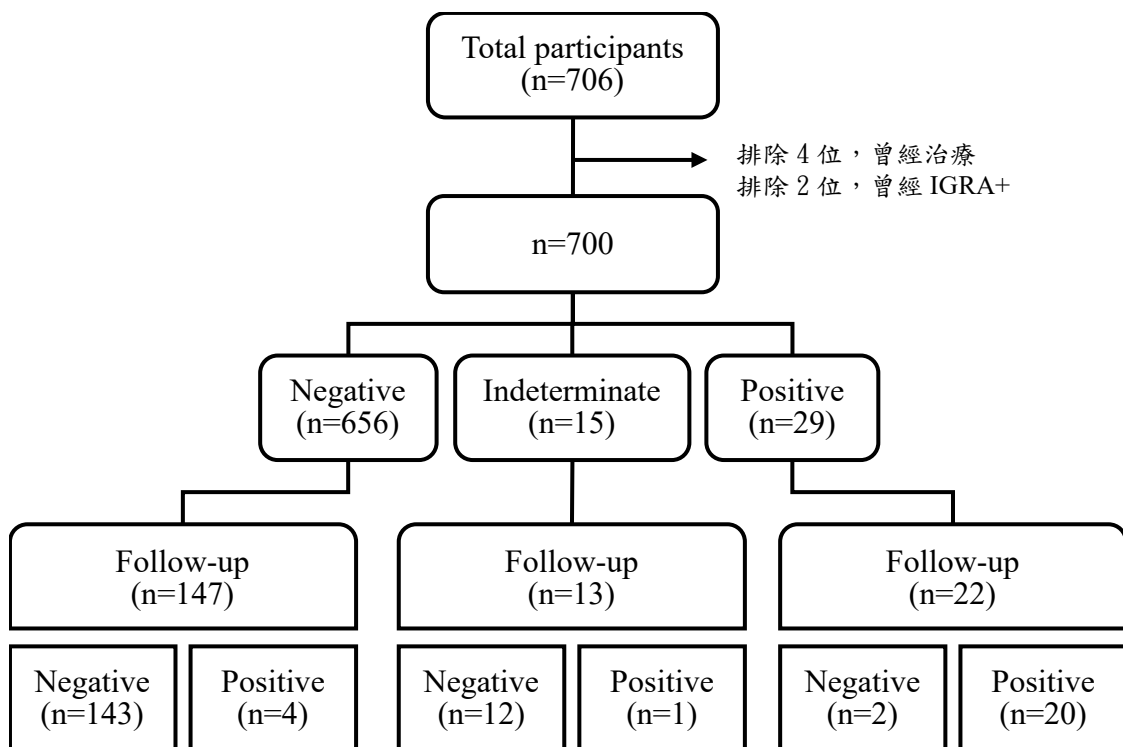 Total participants
(n=706)
排除 4 位，曾經治療
排除 2 位，曾經 IGRA+
n=700
Negative
(n=656)
Indeterminate
(n=15)
Positive
(n=29)
Follow-up
(n=147)
Follow-up
(n=13)
Follow-up
(n=22)
Negative
(n=143)
Positive
(n=4)
Negative
(n=12)
Positive
(n=1)
Negative
(n=2)
Positive
(n=20)